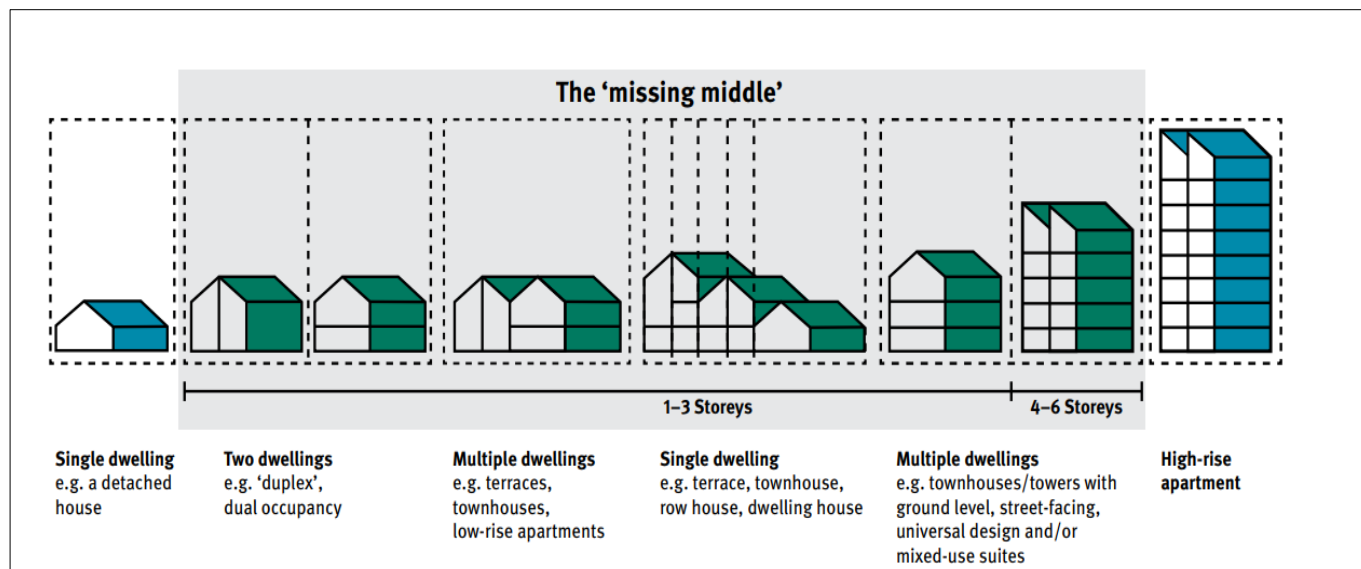 The ‘missing middle’
1–3 Storeys
4–6 Storeys
Single dwelling
e.g. a detached
house
Two dwellings
e.g. ‘duplex’,
dual occupancy
Multiple dwellings
e.g. terraces,
townhouses,
low-rise apartments
Single dwelling
e.g. terrace, townhouse,
row house, dwelling house
Multiple dwellings
e.g. townhouses/towers with
ground level, street-facing,
universal design and/or
mixed-use suites
High-rise
apartment